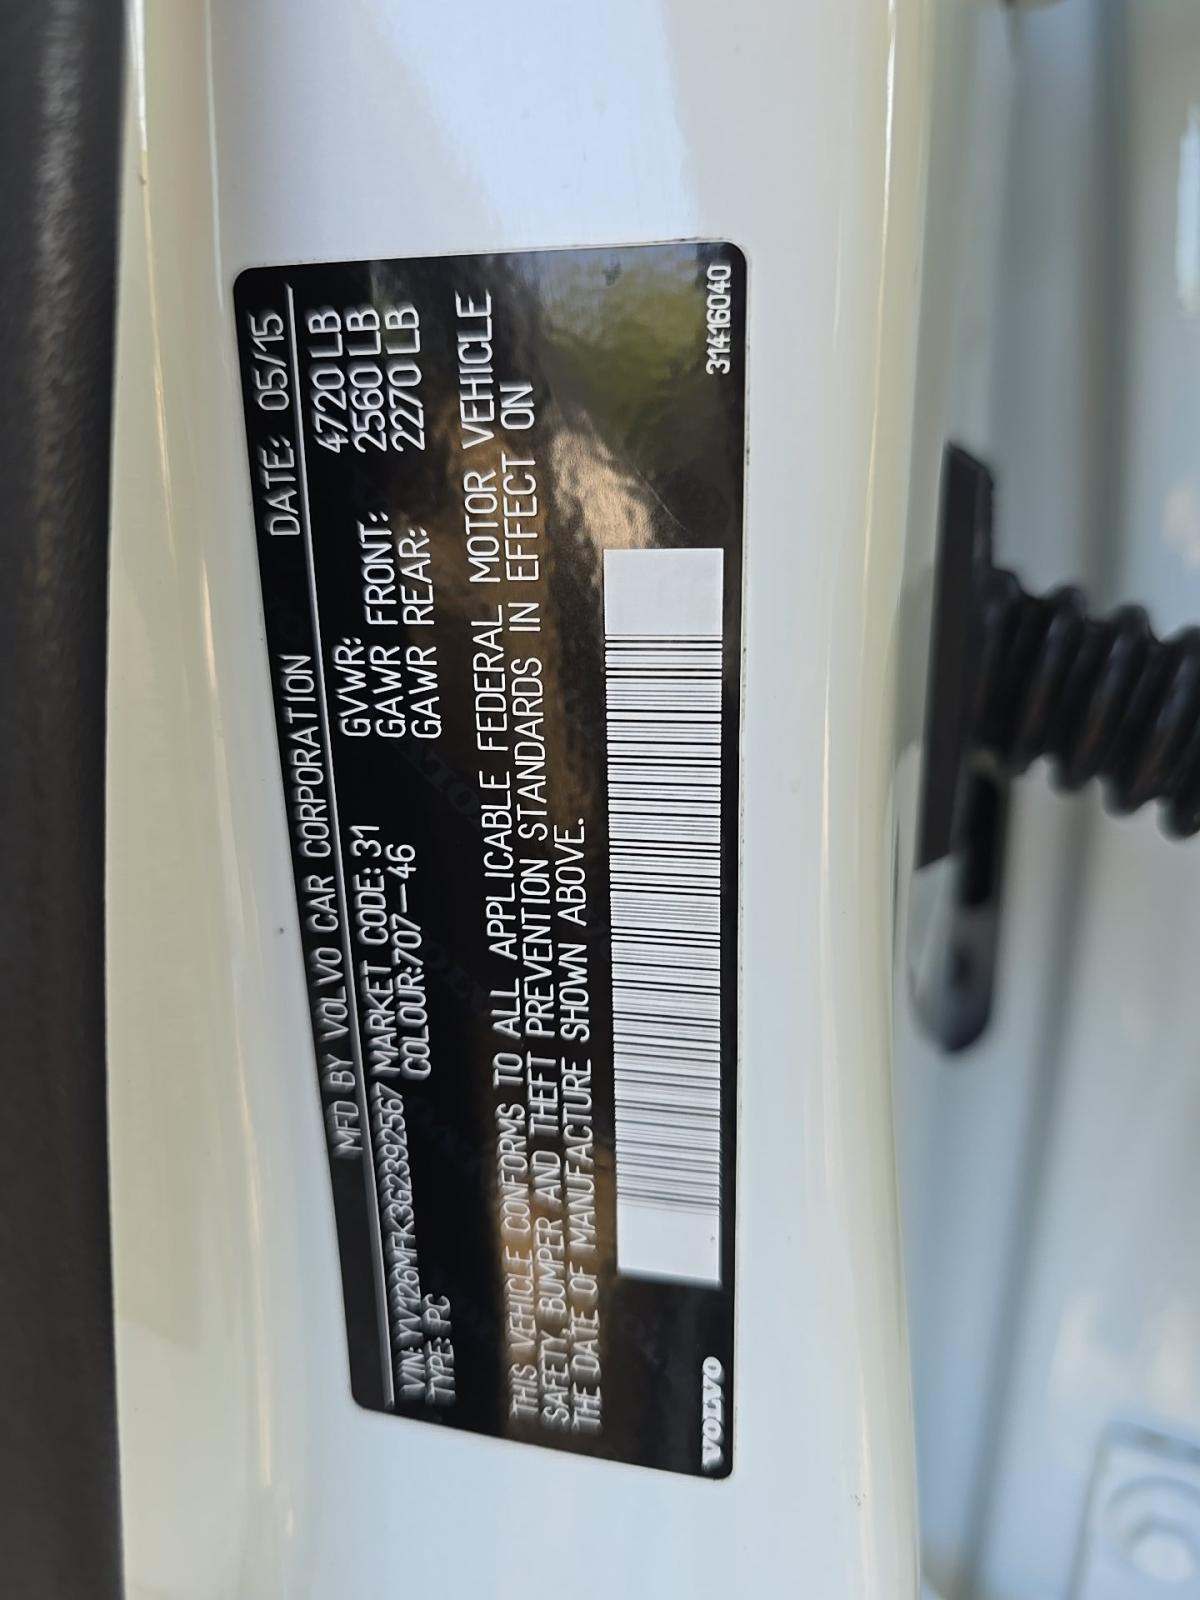 MFD BY VOLVO CAR CORPORATION DATE: 05/15
VIN: YV126MFK3G2392567 MARKET CODE: 31 GVWR: 4720 LB
TYPE: PC COLOUR:707-46 GAWR FRONT: 2560 LB
GAWR REAR: 2270 LB
THIS VEHICLE CONFORMS TO ALL APPLICABLE FEDERAL MOTOR VEHICLE
SAFETY, BUMPER AND THEFT PREVENTION STANDARDS IN EFFECT ON
THE DATE OF MANUFACTURE SHOWN ABOVE.
VOLVO 31416040